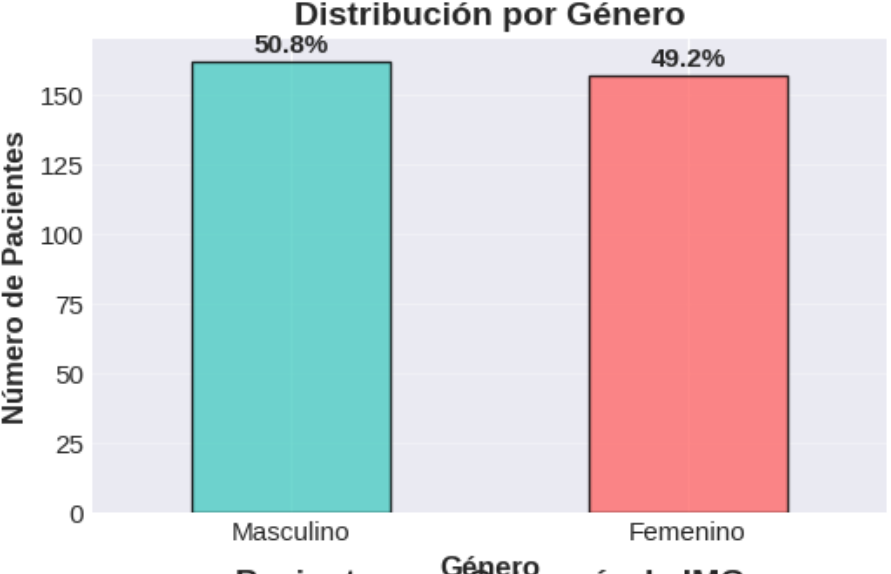 Distribución por Género
50.8%
49.2%
Número de Pacientes
150
125
100
75
50
25
0
Masculino
Femenino
Género